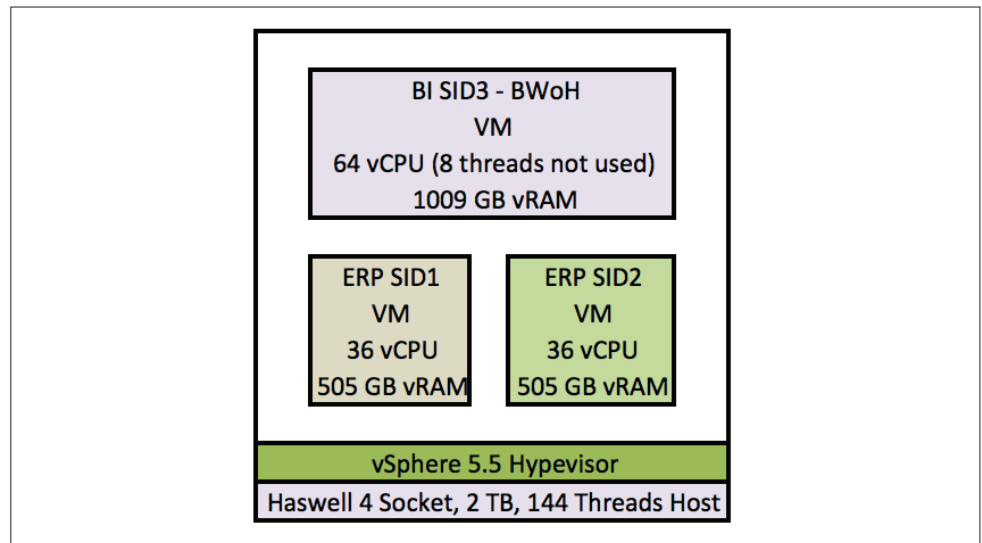 BI SID3 - BWoH
VM
64 vCPU (8 threads not used)
1009 GB vRAM
ERP SID1
VM
36 vCPU
505 GB vRAM
ERP SID2
VM
36 vCPU
505 GB vRAM
vSphere 5.5 Hypevisor
Haswell 4 Socket, 2 TB, 144 Threads Host